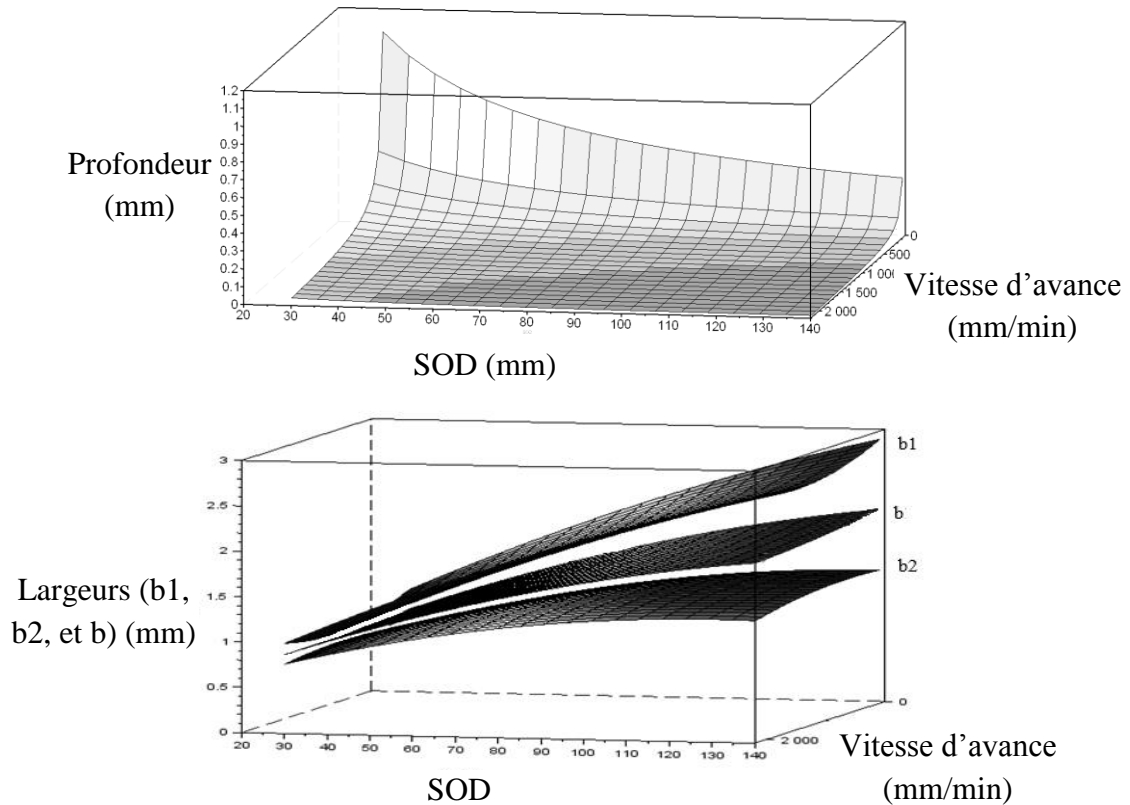 1.2
1.1
1
0.9
0.8
0.7
0.6
0.5
0.4
0.3
0.2
0.1
0
Profondeur
(mm)
20 30 40 50 60 70 80 90 100 110 120 130 140
SOD (mm)
0
500
1 000
1 500
2 000
Vitesse d’avance
(mm/min)
3
2.5
2
1.5
1
0.5
0
Largeurs (b1,
b2, et b) (mm)
b1
b
b2
20 30 40 50 60 70 80 90 100 110 120 130 140
SOD
0
2 000
Vitesse d’avance
(mm/min)